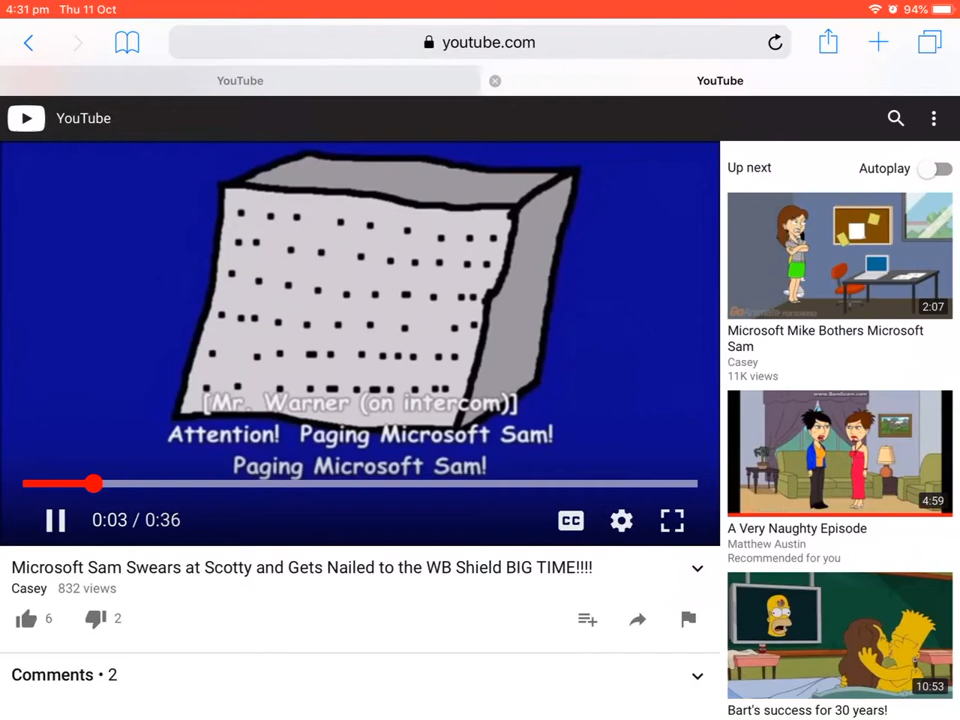 4:31 pm Thu 11 Oct 94%
youtube.com
YouTube YouTube
YouTube
Up next Autoplay
[Mr. Warner (on intercom)]
Attention! Paging Microsoft Sam!
Paging Microsoft Sam!
0:03 / 0:36
CC
Microsoft Sam Swears at Scotty and Gets Nailed to the WB Shield BIG TIME!!!!
Casey 832 views
6 2
Comments • 2
2:07
Microsoft Mike Bothers Microsoft
Sam
Casey
11K views
www.BandiCam.com
4:59
A Very Naughty Episode
Matthew Austin
Recommended for you
10:53
Bart's success for 30 years!